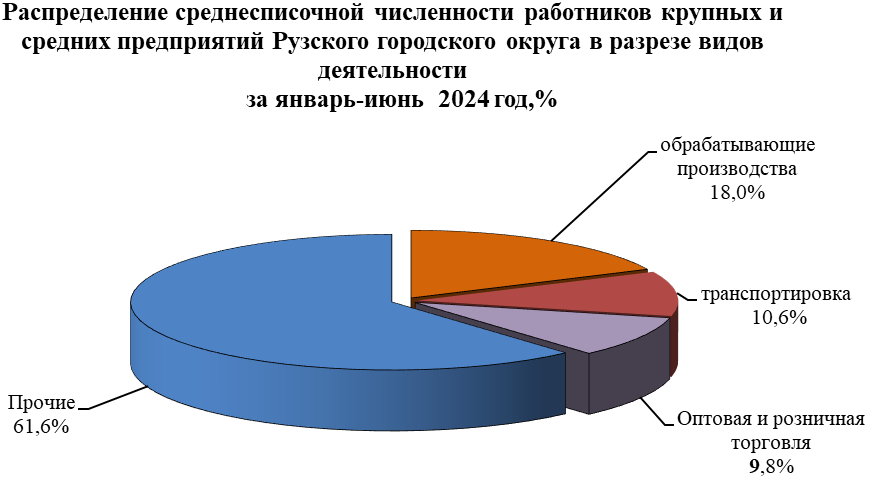 Распределение среднесписочной численности работников крупных и
средних предприятий Рузского городского округа в разрезе видов
деятельности
за январь-июнь 2024 год,%
обрабатывающие
производства
18,0%
транспортировка
10,6%
Прочие
61,6%
Оптовая и розничная
торговля
9,8%